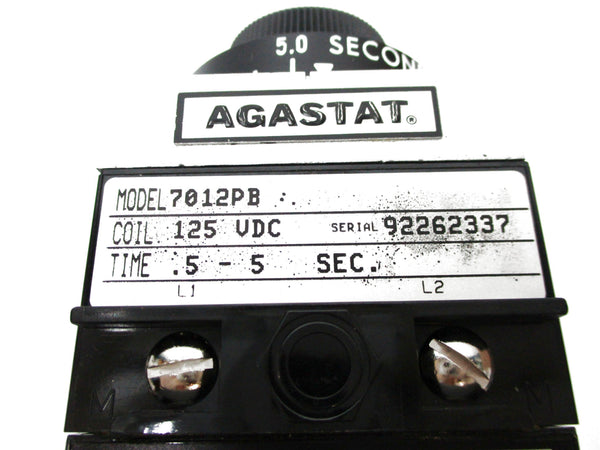 5.0 SECON
AGASTAT®
MODEL 7012PB
COIL. 125 VDC SERIAL 92262337
TIME .5 - 5 SEC.
L1 L2
M M